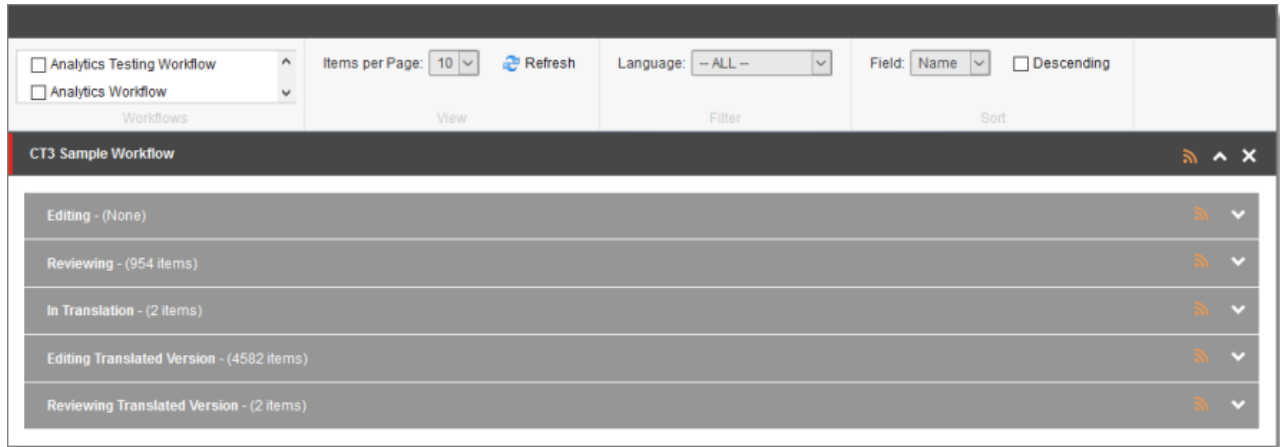 Analytics Testing Workflow
Analytics Workflow
Workflows
Items per Page: 10 Refresh
View
Language: -- ALL --
Filter
Field: Name Descending
Sort
CT3 Sample Workflow
Editing - (None)
Reviewing - (954 items)
In Translation - (2 items)
Editing Translated Version - (4582 items)
Reviewing Translated Version - (2 items)